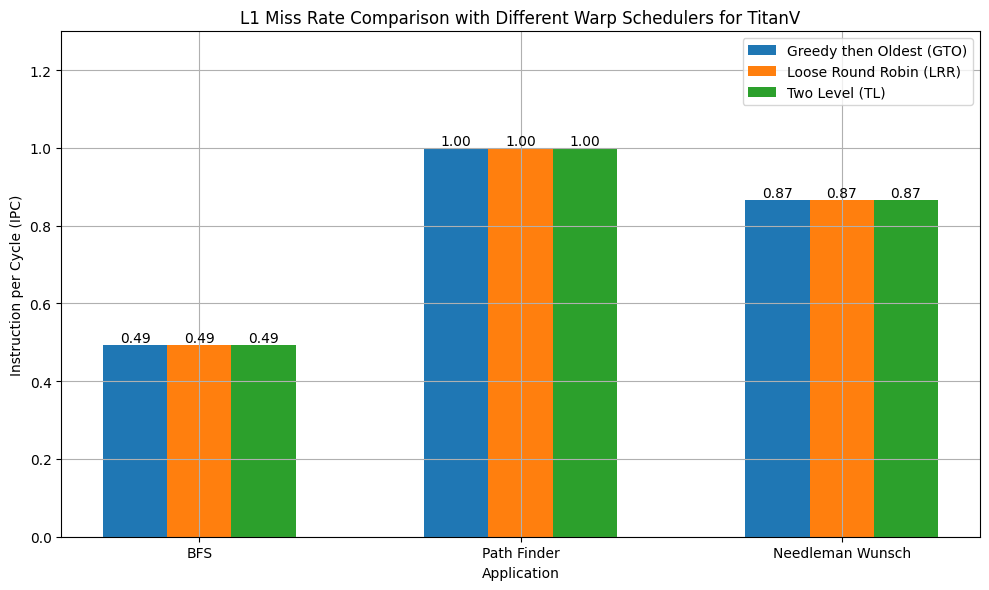 L1 Miss Rate Comparison with Different Warp Schedulers for TitanV
Greedy then Oldest (GTO)
Loose Round Robin (LRR)
Two Level (TL)
Instruction per Cycle (IPC)
1.2
1.0
0.8
0.6
0.4
0.2
0.0
0.49 0.49 0.49
1.00 1.00 1.00
0.87 0.87 0.87
BFS Path Finder Needleman Wunsch
Application